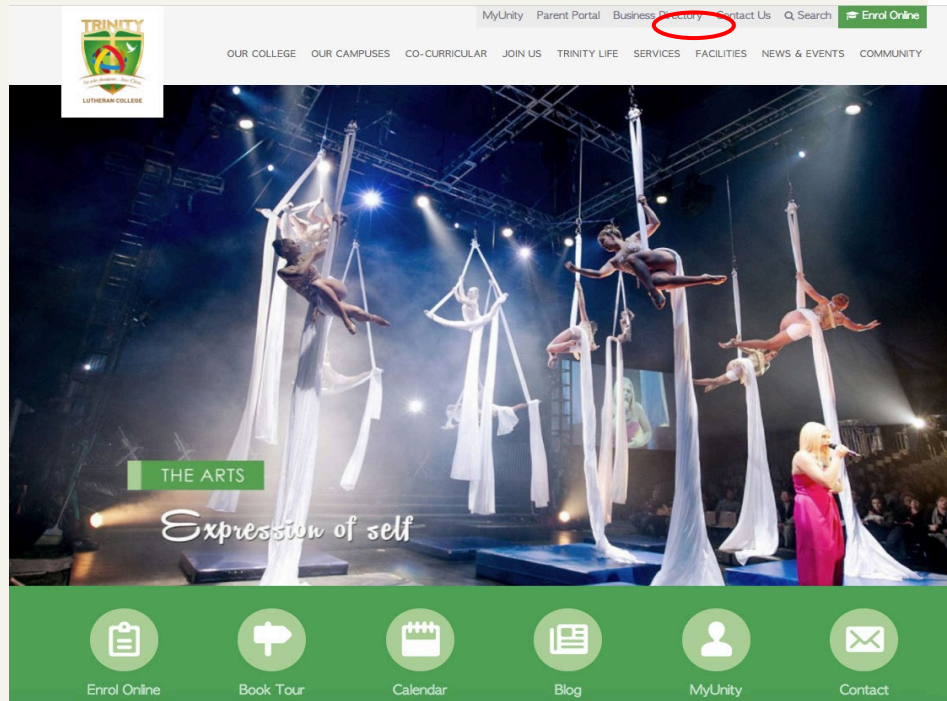 MyUnity Parent Portal Business Directory Contact Us Search Enrol Online
TRINITY
LUTHERAN COLLEGE
OUR COLLEGE OUR CAMPUSES CO-CURRICULAR JOIN US TRINITY LIFE SERVICES FACILITIES NEWS & EVENTS COMMUNITY
THE ARTS
Expression of self
Enrol Online Book Tour Calendar Blog MyUnity Contact